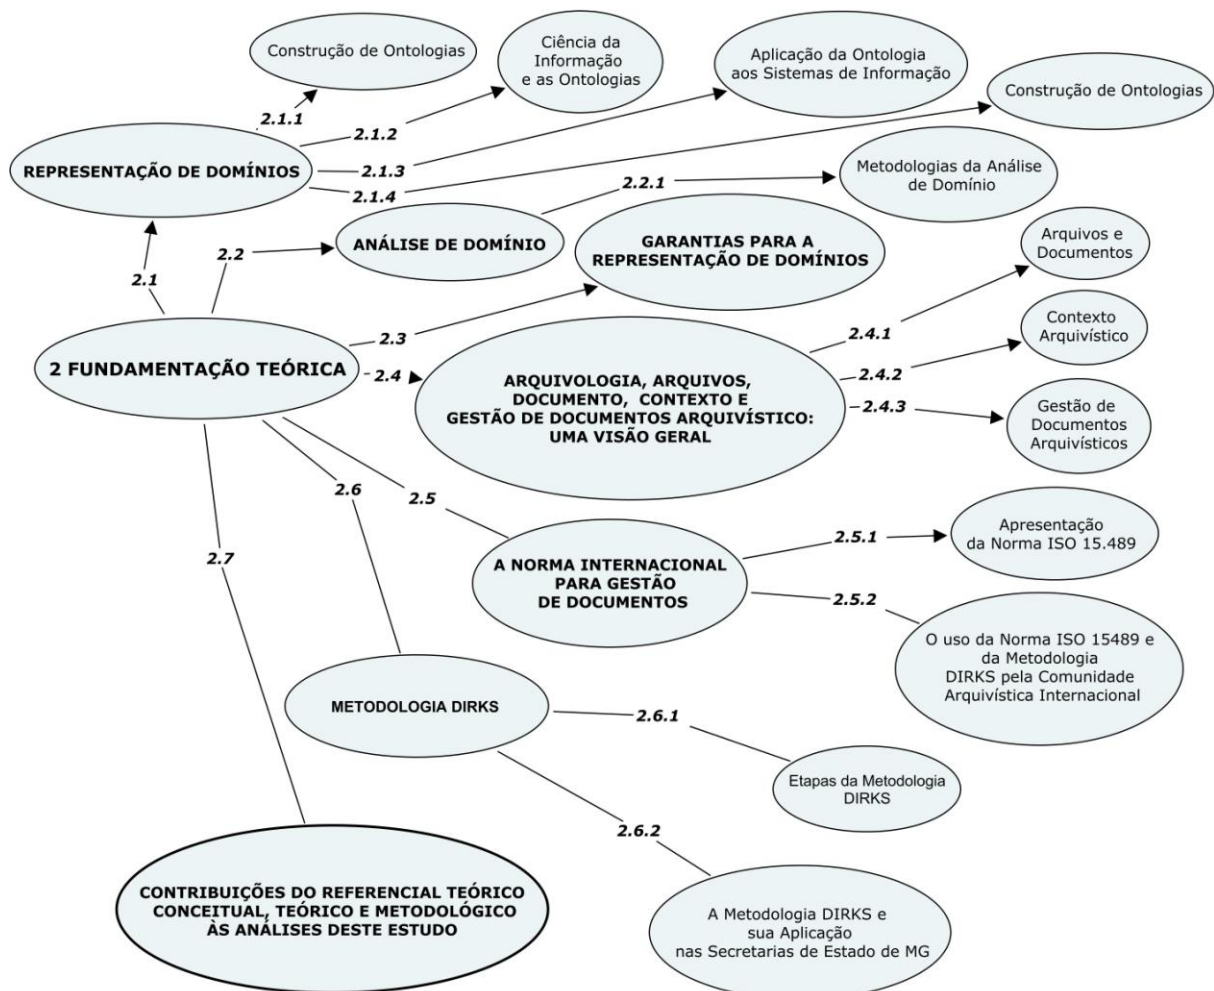 Construção de Ontologias
Ciência da
Informação
e as Ontologias
Aplicação da Ontologia
aos Sistemas de Informação
Construção de Ontologias
2.1.1
2.1.2
2.1.3
2.1.4
REPRESENTAÇÃO DE DOMÍNIOS
2.2.1
Metodologias da Análise
de Domínio
ANÁLISE DE DOMÍNIO
GARANTIAS PARA A
REPRESENTAÇÃO DE DOMÍNIOS
2.1
2.2
2.3
2.4
2 FUNDAMENTAÇÃO TEÓRICA
ARQUIVOLOGIA, ARQUIVOS,
DOCUMENTO, CONTEXTO E
GESTÃO DE DOCUMENTOS ARQUIVÍSTICO:
UMA VISÃO GERAL
2.4.1
Arquivos e
Documentos
2.4.2
Contexto
Arquivístico
2.4.3
Gestão de
Documentos
Arquivísticos
2.5
2.6
2.7
A NORMA INTERNACIONAL
PARA GESTÃO
DE DOCUMENTOS
2.5.1
Apresentação
da Norma ISO 15.489
2.5.2
O uso da Norma ISO 15489 e
da Metodologia
DIRKS pela Comunidade
Arquivística Internacional
METODOLOGIA DIRKS
2.6.1
Etapas da Metodologia
DIRKS
2.6.2
A Metodologia DIRKS e
sua Aplicação
nas Secretarias de Estado de MG
CONTRIBUIÇÕES DO REFERENCIAL TEÓRICO
CONCEITUAL, TEÓRICO E METODOLÓGICO
ÀS ANÁLISES DESTE ESTUDO